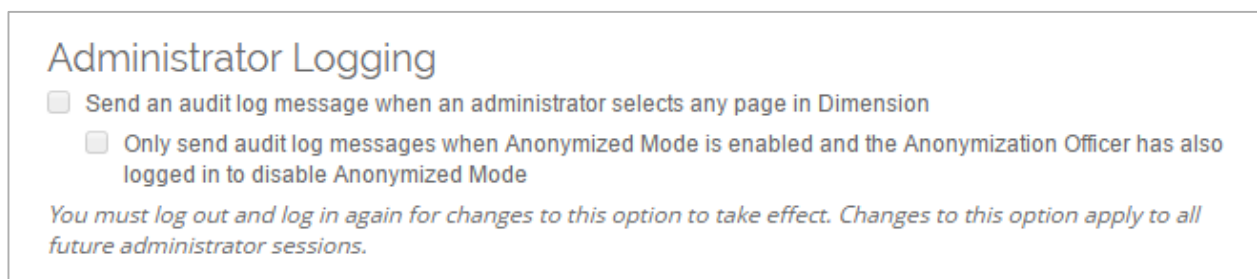 Administrator Logging
Send an audit log message when an administrator selects any page in Dimension
Only send audit log messages when Anonymized Mode is enabled and the Anonymization Officer has also
logged in to disable Anonymized Mode
You must log out and log in again for changes to this option to take effect. Changes to this option apply to all
future administrator sessions.